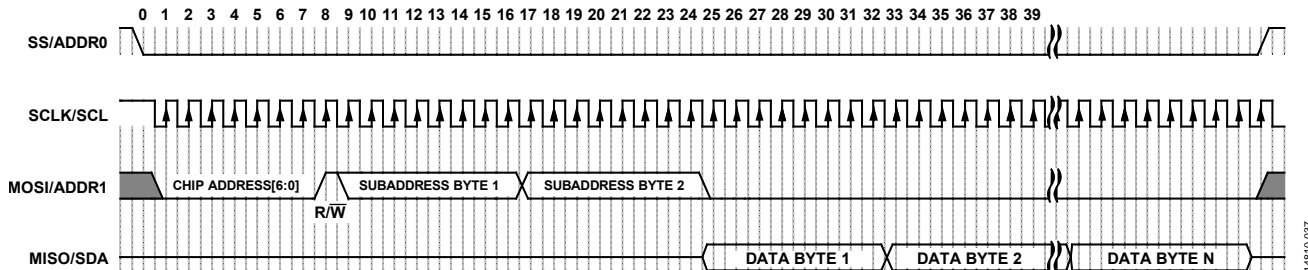 0 1 2 3 4 5 6 7 8 9 10 11 12 13 14 15 16 17 18 19 20 21 22 23 24 25 26 27 28 29 30 31 32 33 34 35 36 37 38 39
SS/ADDR0
SCLK/SCL
MOSI/ADDR1
CHIP ADDRESS[6:0]
SUBADDRESS BYTE 1
SUBADDRESS BYTE 2
R/W̅
MISO/SDA
DATA BYTE 1
DATA BYTE 2
DATA BYTE N